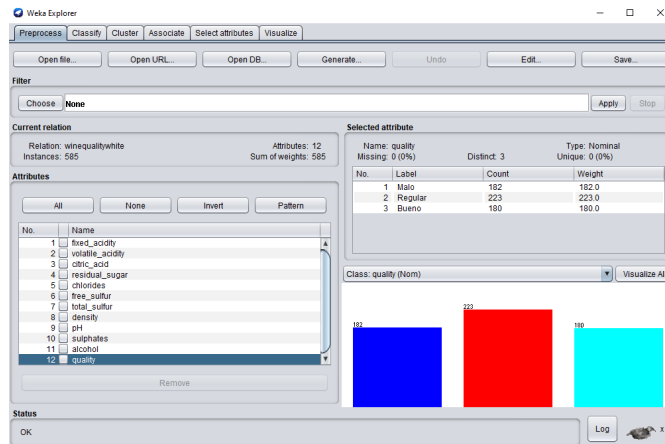 Weka Explorer
Preprocess Classify Cluster Associate Select attributes Visualize
Open file... Open URL... Open DB... Generate... Undo Edit... Save...
Filter
Choose None Apply Stop
Current relation
Relation: winequalitywhite Attributes: 12
Instances: 585 Sum of weights: 585
Attributes
All None Invert Pattern
No. Name
1 fixed_acidity
2 volatile_acidity
3 citric_acid
4 residual_sugar
5 chlorides
6 free_sulfur
7 total_sulfur
8 density
9 pH
10 sulphates
11 alcohol
12 quality
Remove
Selected attribute
Name: quality Type: Nominal
Missing: 0 (0%) Distinct: 3 Unique: 0 (0%)
No. Label Count Weight
1 Malo 182 182.0
2 Regular 223 223.0
3 Bueno 180 180.0
Class: quality (Nom) Visualize All
182 223 180
Status
OK Log x